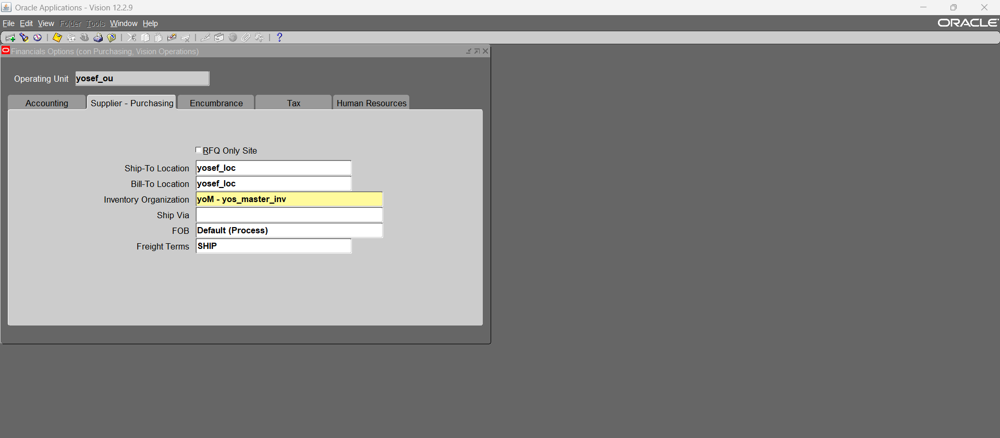 Oracle Applications - Vision 12.2.9
File Edit View Folder Tools Window Help
ORACLE
Financials Options (con Purchasing, Vision Operations)
Operating Unit yosef_ou
Accounting Supplier - Purchasing Encumbrance Tax Human Resources
RFQ Only Site
Ship-To Location yosef_loc
Bill-To Location yosef_loc
Inventory Organization yoM - yos_master_inv
Ship Via
FOB Default (Process)
Freight Terms SHIP